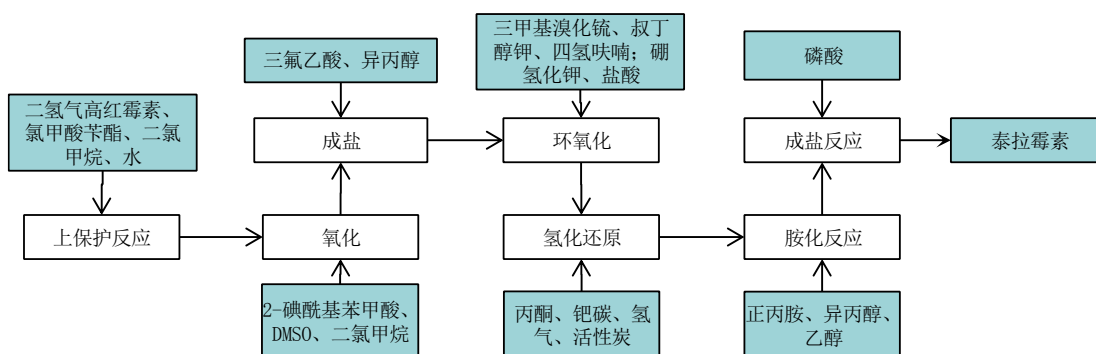 三甲基溴化硫、叔丁
醇钾、四氢呋喃；硼
氢化钾、盐酸
三氟乙酸、异丙醇
磷酸
二氢气高红霉素、
氯甲酸苄酯、二氯
甲烷、水
成盐
环氧化
成盐反应
泰拉霉素
上保护反应
氧化
氢化还原
胺化反应
2-碘酰基苯甲酸、
DMSO、二氯甲烷
丙酮、钯碳、氢
气、活性炭
正丙胺、异丙醇、
乙醇